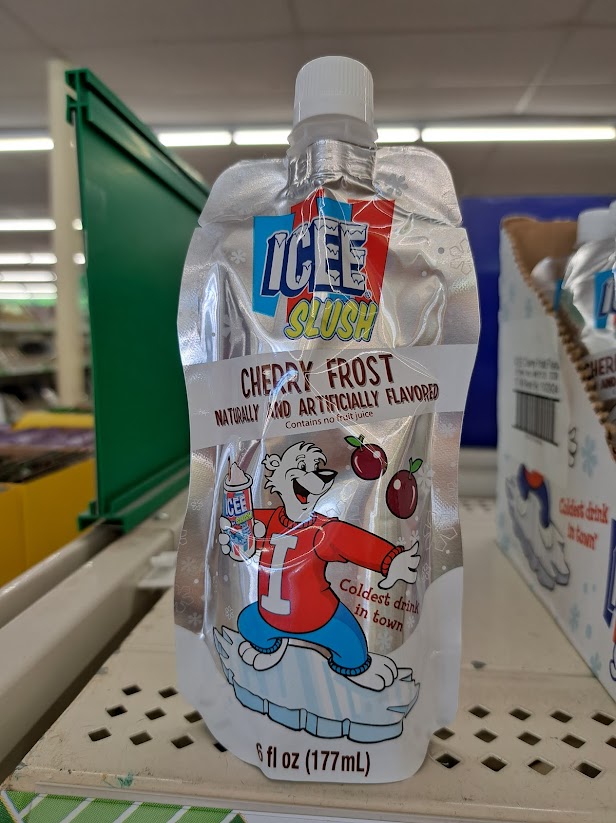 ICEE
SLUSH
CHERRY FROST
NATURALLY AND ARTIFICIALLY FLAVORED
Contains no fruit juice
ICEE
I
Coldest drink
in town
6 fl oz (177mL)
Coldest drink
in town